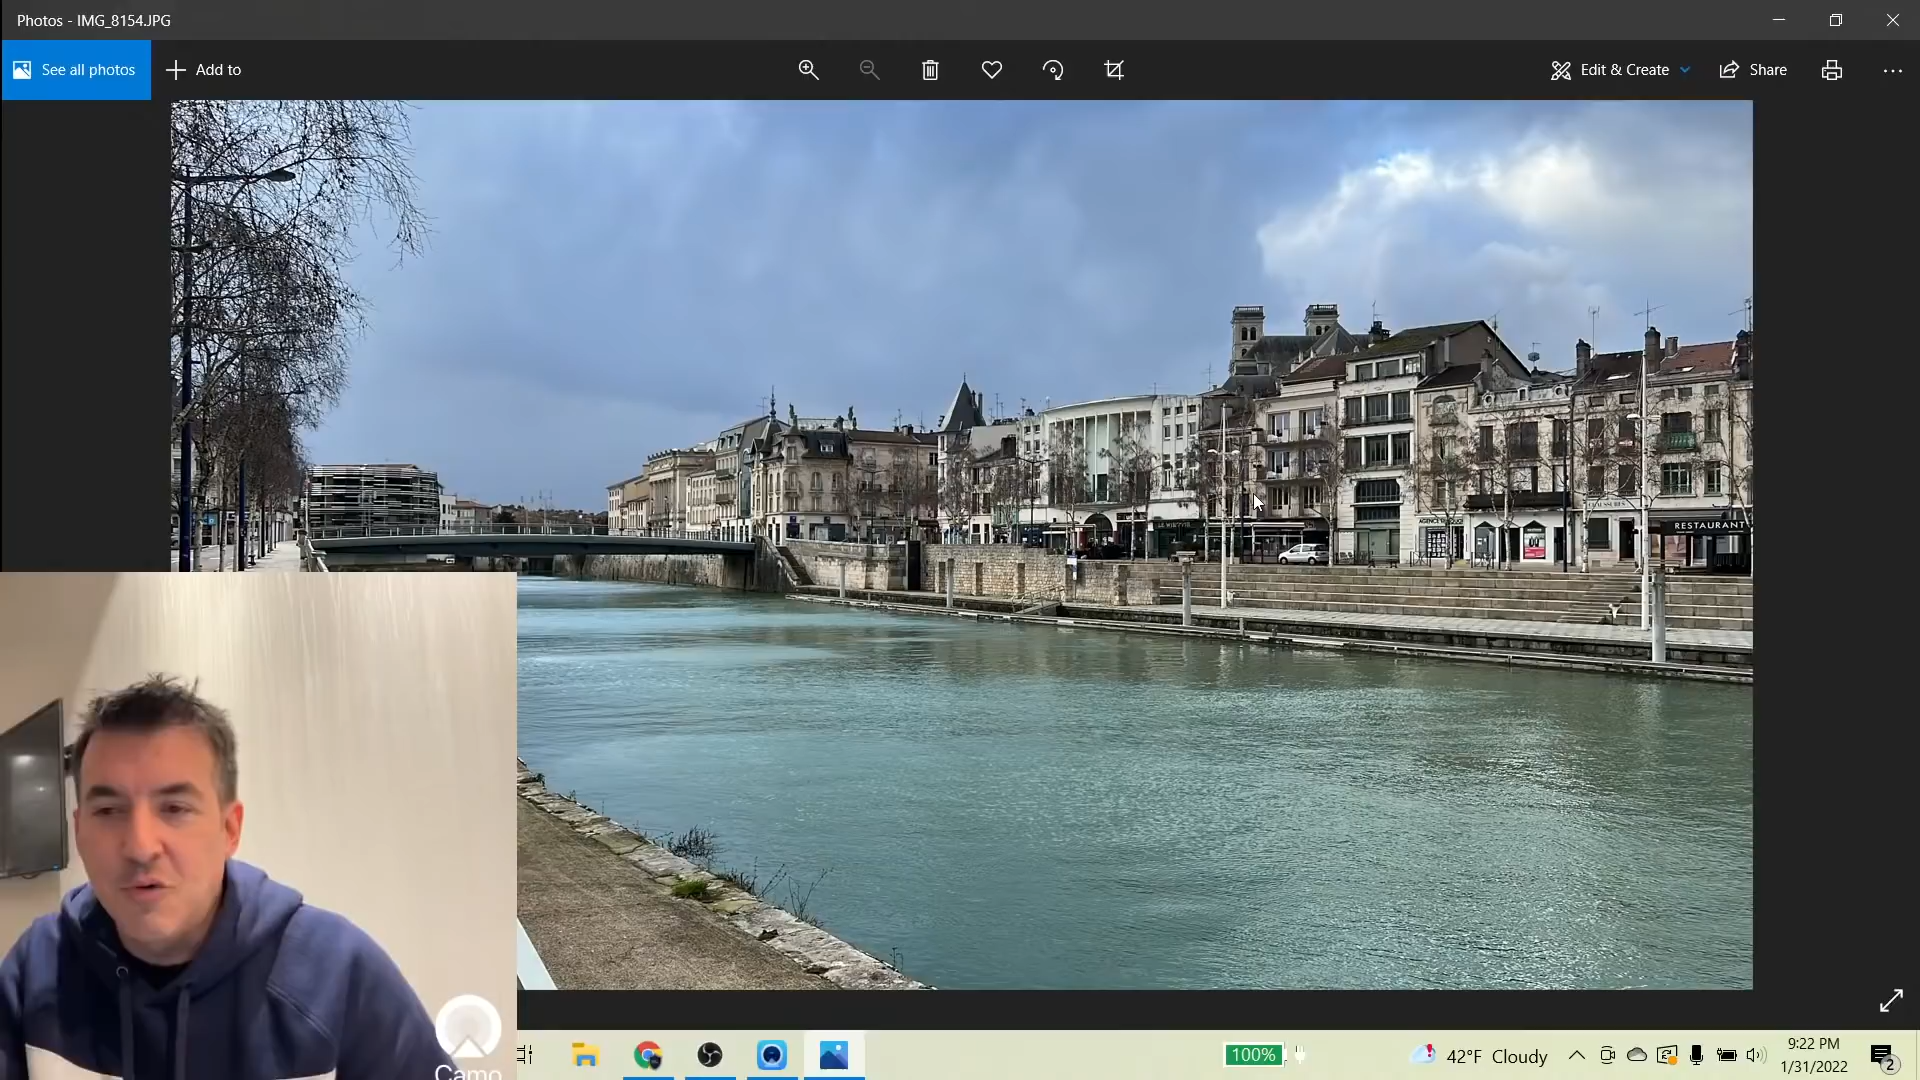 Photos - IMG_8154.JPG
See all photos
Add to
Edit & Create
Share
RESTAURANT
Camo
100%
42°F Cloudy
9:22 PM
1/31/2022
2